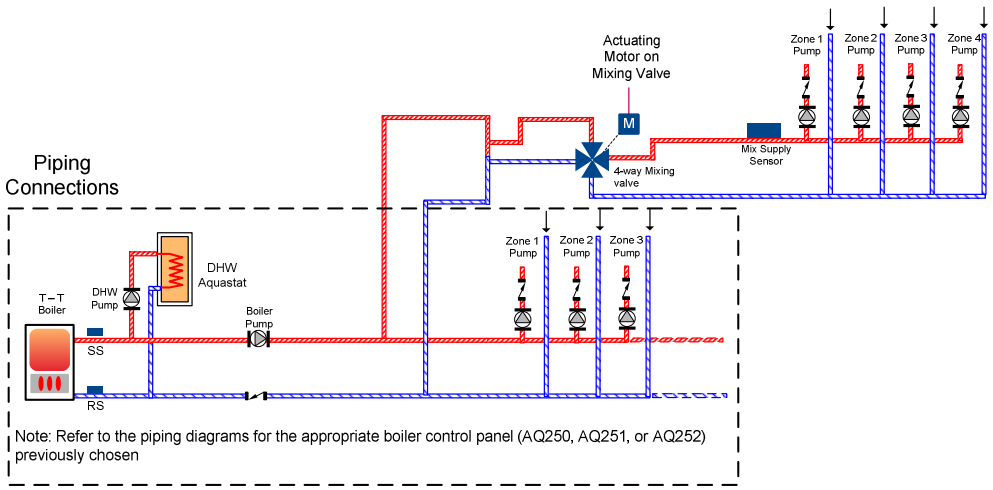 Actuating
Motor on
Mixing Valve
Zone 1
Pump
Zone 2
Pump
Zone 3
Pump
Zone 4
Pump
M
Mix Supply
Sensor
4-way Mixing
valve
Piping
Connections
Zone 1
Pump
Zone 2
Pump
Zone 3
Pump
DHW
Aquastat
DHW
Pump
T-T
Boiler
Boiler
Pump
SS
RS
Note: Refer to the piping diagrams for the appropriate boiler control panel (AQ250, AQ251, or AQ252)
previously chosen